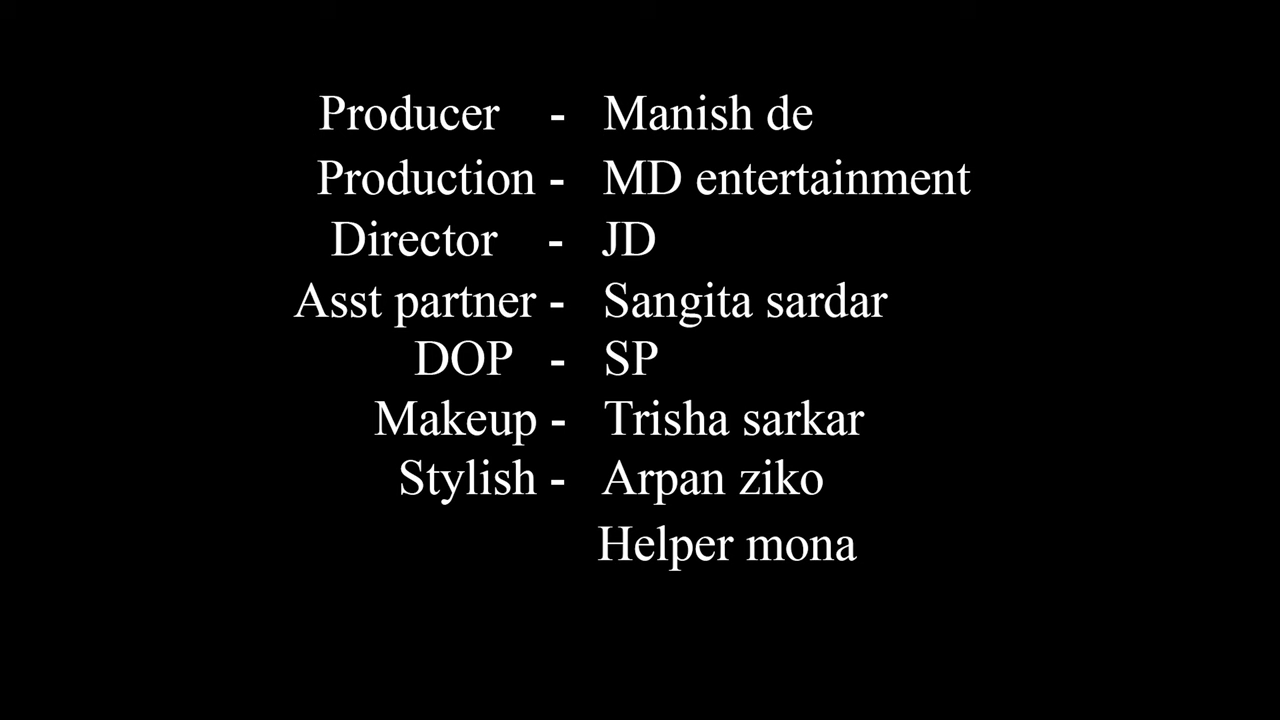 Producer - Manish de
Production - MD entertainment
Director - JD
Asst partner - Sangita sardar
DOP - SP
Makeup - Trisha sarkar
Stylish - Arpan ziko
Helper mona